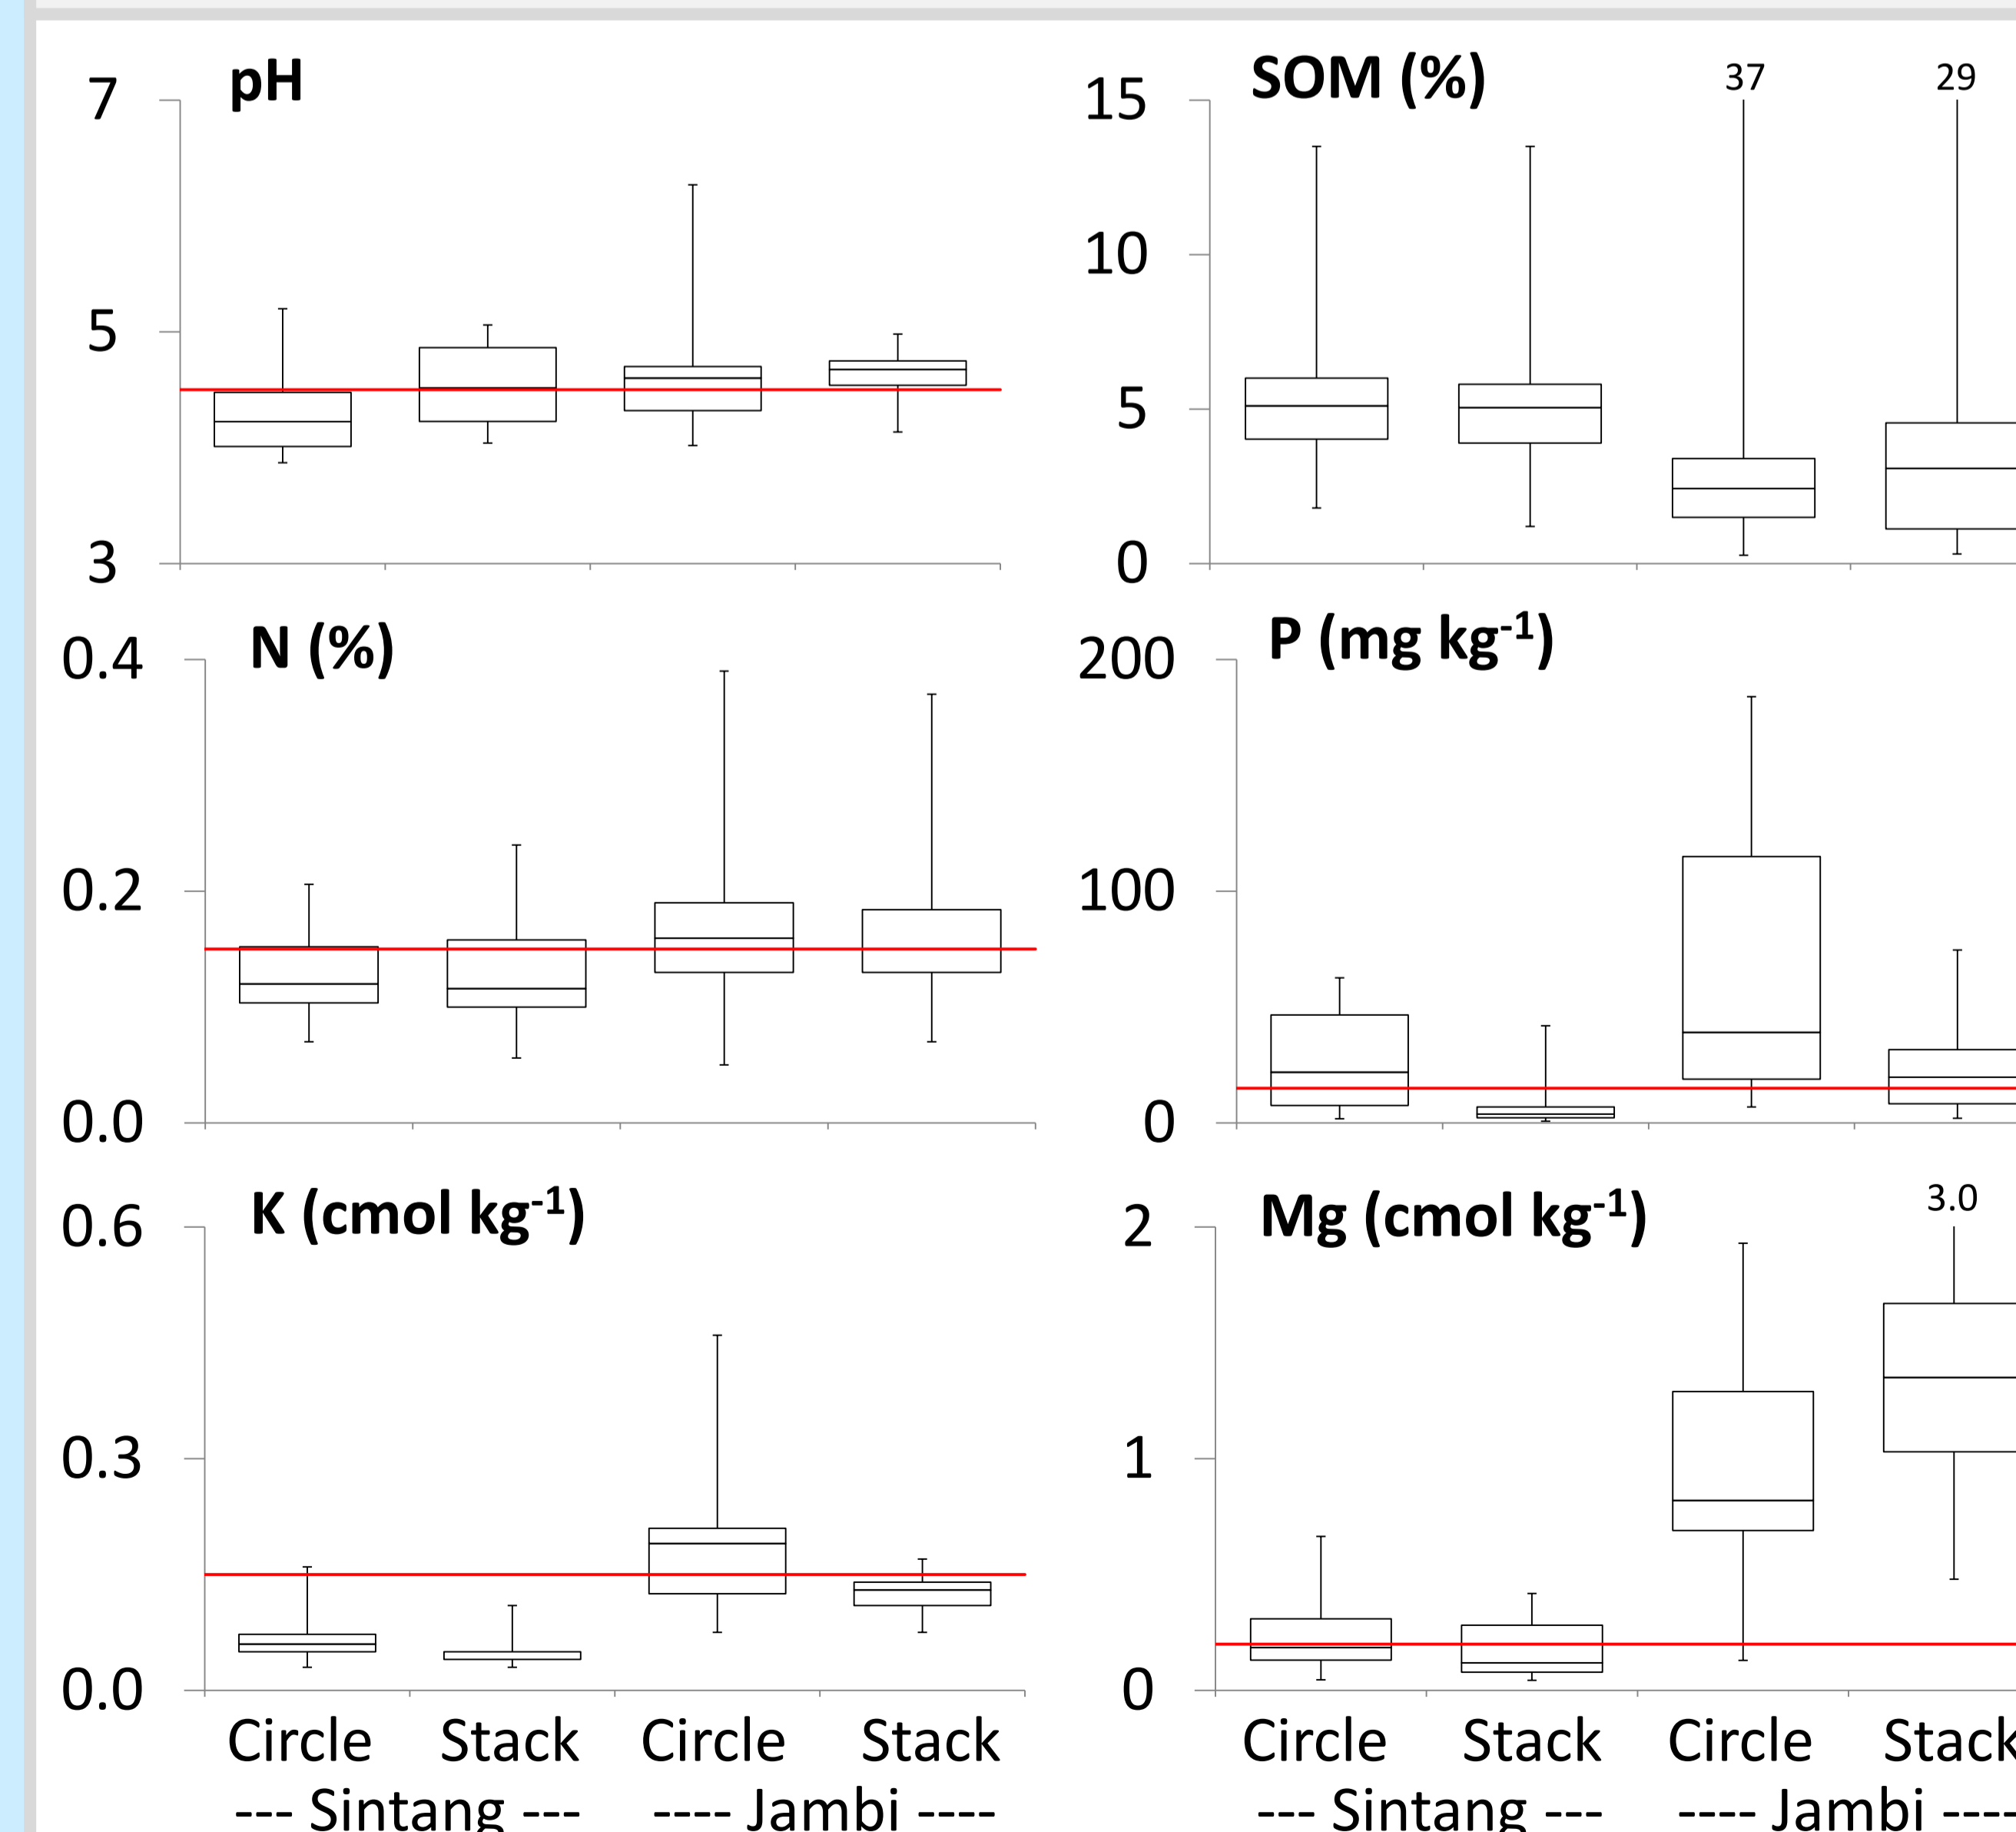 pH
7
5
3
SOM (%)
37
29
15
10
5
0
N (%)
0.4
0.2
0.0
P (mg kg-1)
200
100
0
K (cmol kg-1)
0.6
0.3
0.0
Mg (cmol kg-1)
3.0
2
1
0
Circle Stack Circle Stack
--- Sintang --- ---- Jambi ----
Circle Stack Circle Stack
--- Sintang --- ---- Jambi ----